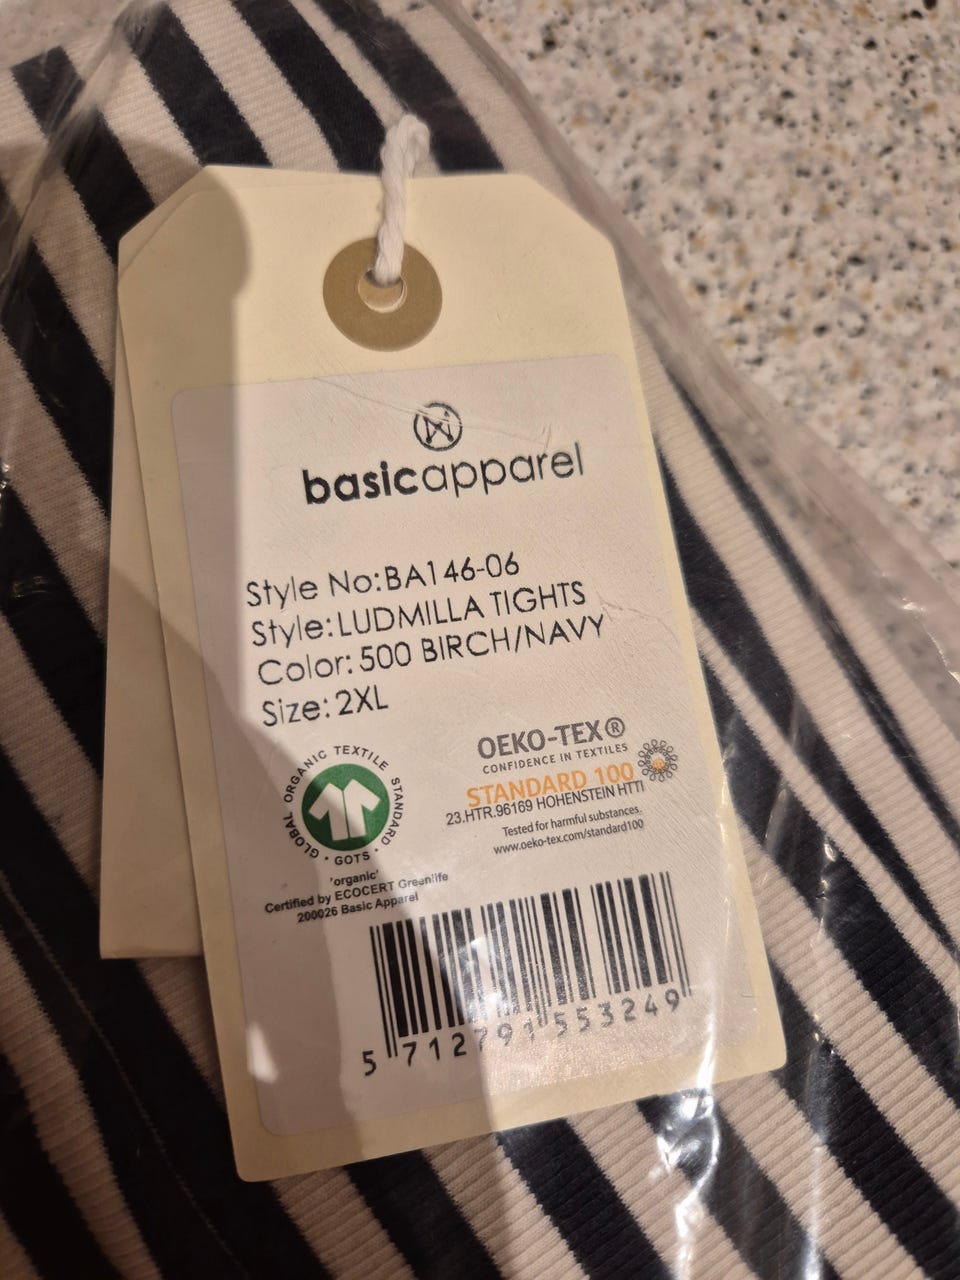 basicapparel
Style No:BA146-06
Style:LUDMILLA TIGHTS
Color: 500 BIRCH/NAVY
Size: 2XL
GLOBAL ORGANIC TEXTILE STANDARD · GOTS ·
'organic'
Certified by ECOCERT Greenlife
200026 Basic Apparel
OEKO-TEX®
CONFIDENCE IN TEXTILES
STANDARD 100
23.HTR.96169 HOHENSTEIN HTTI
Tested for harmful substances.
www.oeko-tex.com/standard100
5 712791 553249